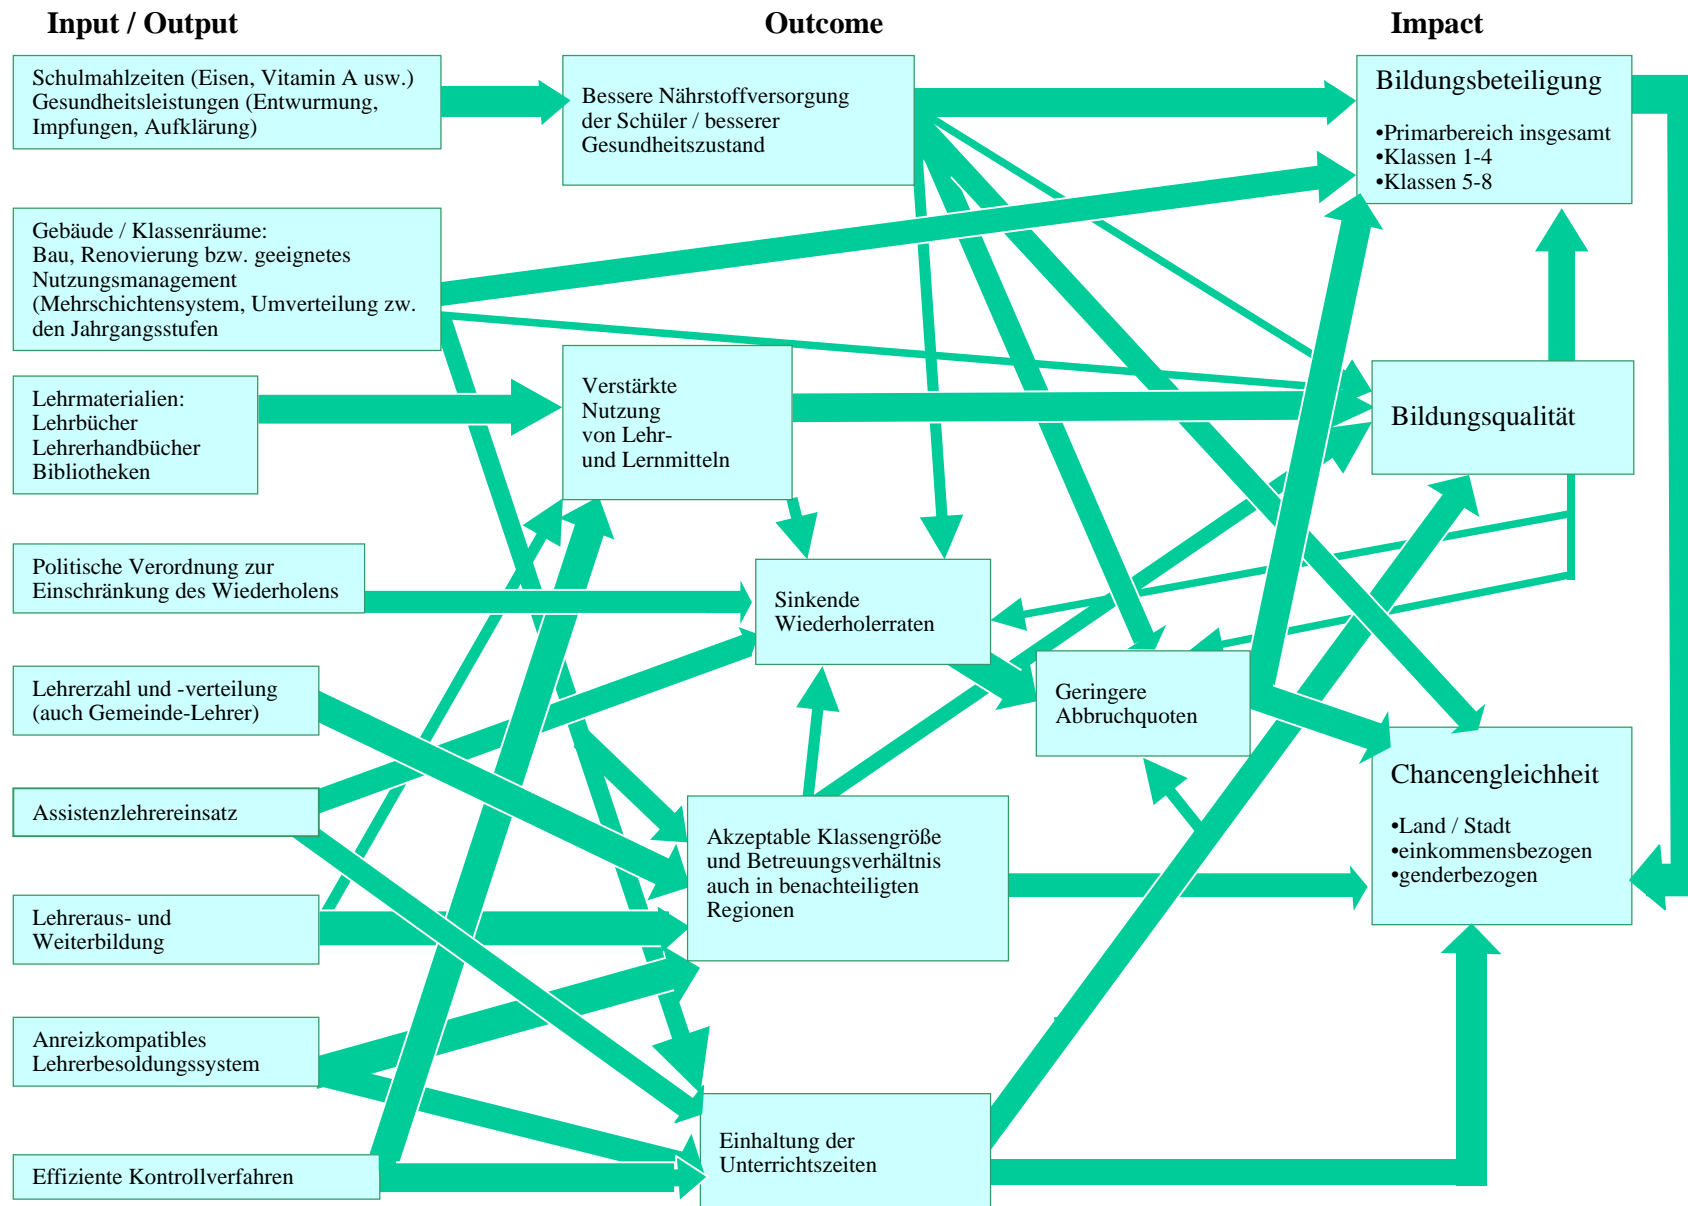 Input / Output
Outcome
Impact
Schulmahlzeiten (Eisen, Vitamin A usw.)
Gesundheitsleistungen (Entwurmung,
Impfungen, Aufklärung)
Bessere Nährstoffversorgung
der Schüler / besserer
Gesundheitszustand
Bildungsbeteiligung
•Primarbereich insgesamt
•Klassen 1-4
•Klassen 5-8
Gebäude / Klassenräume:
Bau, Renovierung bzw. geeignetes
Nutzungsmanagement
(Mehrschichtensystem, Umverteilung zw.
den Jahrgangsstufen
Lehrmaterialien:
Lehrbücher
Lehrerhandbücher
Bibliotheken
Verstärkte
Nutzung
von Lehr-
und Lernmitteln
Bildungsqualität
Politische Verordnung zur
Einschränkung des Wiederholens
Sinkende
Wiederholerraten
Lehrerzahl und -verteilung
(auch Gemeinde-Lehrer)
Geringere
Abbruchquoten
Assistenzlehrereinsatz
Akzeptable Klassengröße
und Betreuungsverhältnis
auch in benachteiligten
Regionen
Chancengleichheit
•Land / Stadt
•einkommensbezogen
•genderbezogen
Lehreraus- und
Weiterbildung
Anreizkompatibles
Lehrerbesoldungssystem
Einhaltung der
Unterrichtszeiten
Effiziente Kontrollverfahren